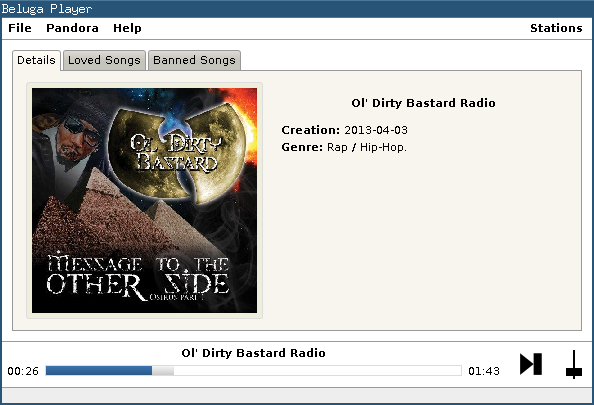 Beluga Player
File Pandora Help Stations
Details Loved Songs Banned Songs
Ol' Dirty Bastard Radio
Creation: 2013-04-03
Genre: Rap / Hip-Hop.
OL' DIRTY
BASTARD
MESSAGE TO THE
OTHER SIDE
OSIRUS PART 1
Ol' Dirty Bastard Radio
00:26 01:43